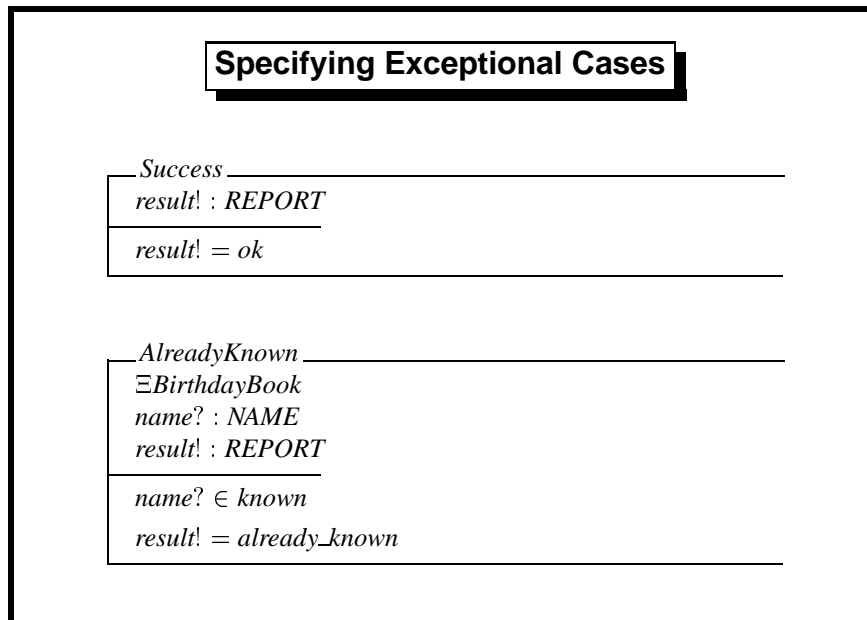 Specifying Exceptional Cases
Success
result! : REPORT
result! = ok
AlreadyKnown
ΞBirthdayBook
name? : NAME
result! : REPORT
name? ∈ known
result! = already_known